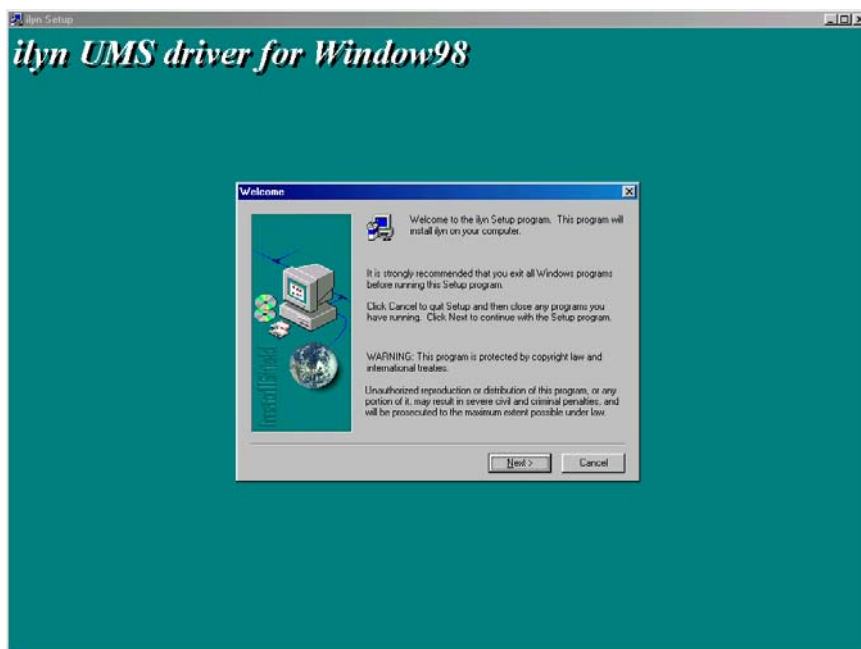 ilyn Setup
ilyn UMS driver for Window98
Welcome
Welcome to the ilyn Setup program. This program will
install ilyn on your computer.
It is strongly recommended that you exit all Windows programs
before running this Setup program.
Click Cancel to quit Setup and then close any programs you
have running. Click Next to continue with the Setup program.
WARNING: This program is protected by copyright law and
international treaties.
Unauthorized reproduction or distribution of this program, or any
portion of it, may result in severe civil and criminal penalties, and
will be prosecuted to the maximum extent possible under law.
InstallShield
Next >
Cancel